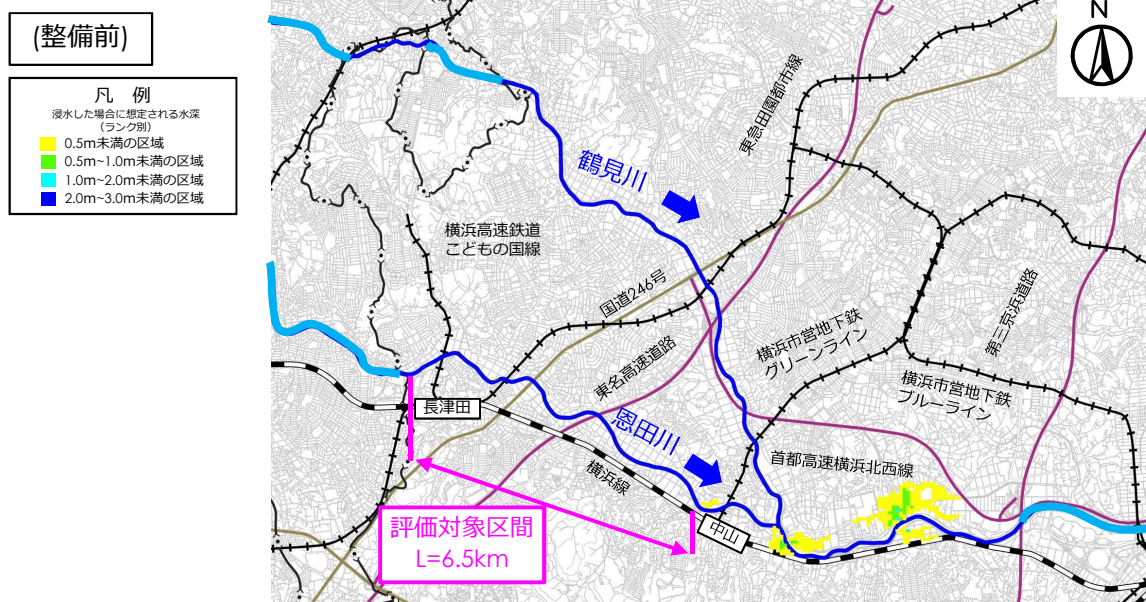 (整備前)
凡 例
浸水した場合に想定される水深
(ランク別)
0.5m未満の区域
0.5m~1.0m未満の区域
1.0m~2.0m未満の区域
2.0m~3.0m未満の区域
N
東急田園都市線
鶴見川
横浜高速鉄道
こどもの国線
国道246号
第三京浜道路
横浜市営地下鉄
グリーンライン
東名高速道路
横浜市営地下鉄
ブルーライン
長津田
恩田川
首都高速横浜北西線
横浜線
中山
評価対象区間
L=6.5km